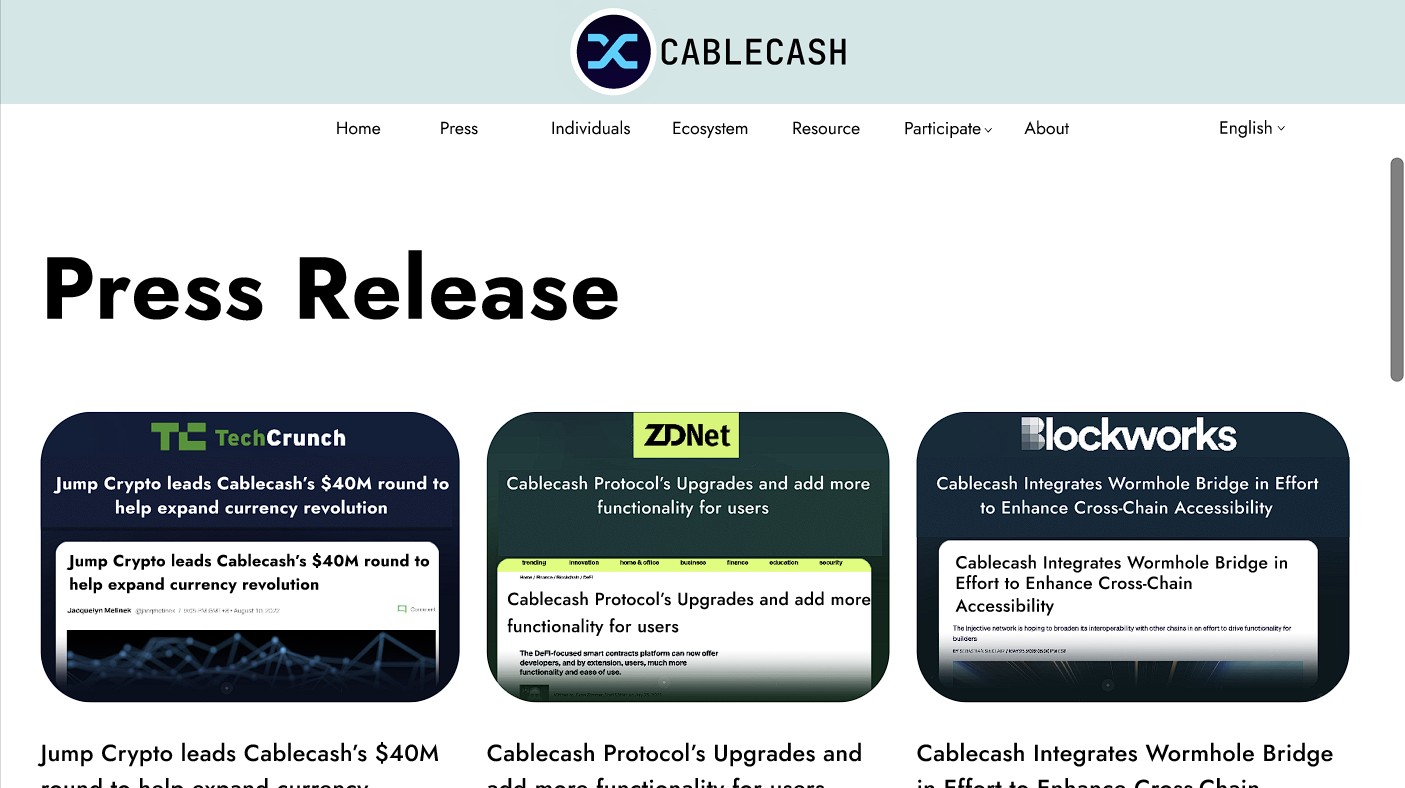 CABLECASH
Home Press Individuals Ecosystem Resource Participate About English
Press Release
TechCrunch
Jump Crypto leads Cablecash's $40M round to
help expand currency revolution
Jump Crypto leads Cablecash's $40M round to
help expand currency revolution
Jacquelyn Melinek
August 10, 2022
Comment
ZDNet
Cablecash Protocol's Upgrades and add more
functionality for users
trending innovation home & office business finance education security
Home / Finance / Blockchain / DeFi
Cablecash Protocol's Upgrades and add more
functionality for users
The DeFi-focused smart contracts platform can now offer
developers, and by extension, users, much more
functionality and ease of use.
Blockworks
Cablecash Integrates Wormhole Bridge in Effort
to Enhance Cross-Chain Accessibility
Cablecash Integrates Wormhole Bridge in
Effort to Enhance Cross-Chain
Accessibility
The Injective network is hoping to broaden its interoperability with other chains in an effort to drive functionality for
builders
Jump Crypto leads Cablecash's $40M
round to help expand currency
Cablecash Protocol's Upgrades and
add more functionality for users
Cablecash Integrates Wormhole Bridge
in Effort to Enhance Cross-Chain